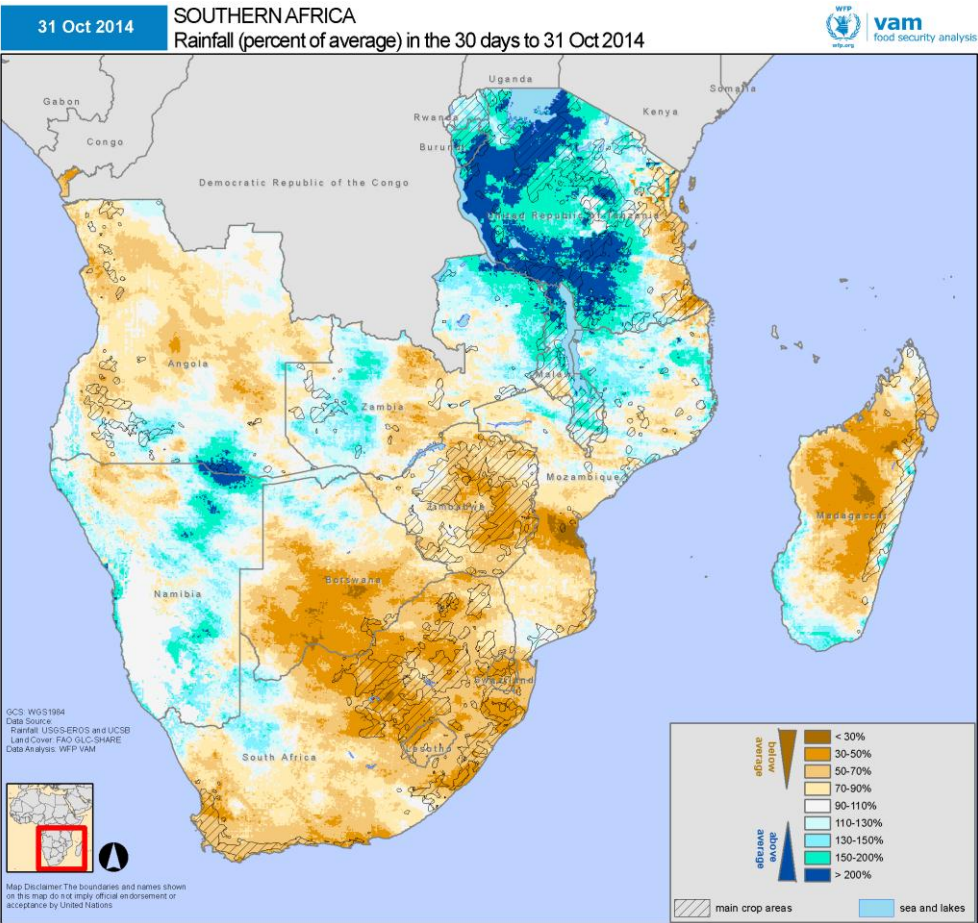 31 Oct 2014
SOUTHERN AFRICA
Rainfall (percent of average) in the 30 days to 31 Oct 2014
WFP
wfp.org
vam
food security analysis
Uganda
Somalia
Gabon
Kenya
Rwanda
Congo
Burundi
Democratic Republic of the Congo
United Republic of Tanzania
Angola
Malawi
Zambia
Mozambique
Zimbabwe
Madagascar
Botswana
Namibia
Swaziland
Lesotho
South Africa
GCS: WGS1984
Data Source:
Rainfall: USGS-EROS and UCSB
Land Cover: FAO GLC-SHARE
Data Analysis: WFP VAM
Map Disclaimer:The boundaries and names shown
on this map do not imply official endorsement or
acceptance by United Nations
below
average
above
average
< 30%
30-50%
50-70%
70-90%
90-110%
110-130%
130-150%
150-200%
> 200%
main crop areas
sea and lakes